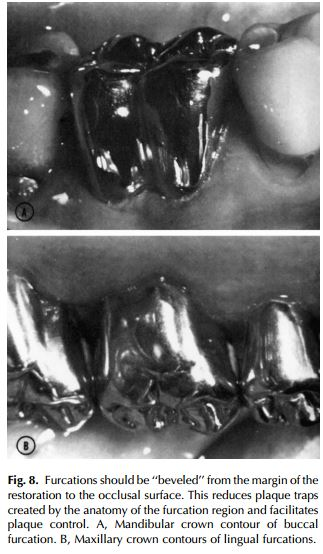 A
B
Fig. 8. Furcations should be “beveled” from the margin of the
restoration to the occlusal surface. This reduces plaque traps
created by the anatomy of the furcation region and facilitates
plaque control. A, Mandibular crown contour of buccal
furcation. B, Maxillary crown contours of lingual furcations.